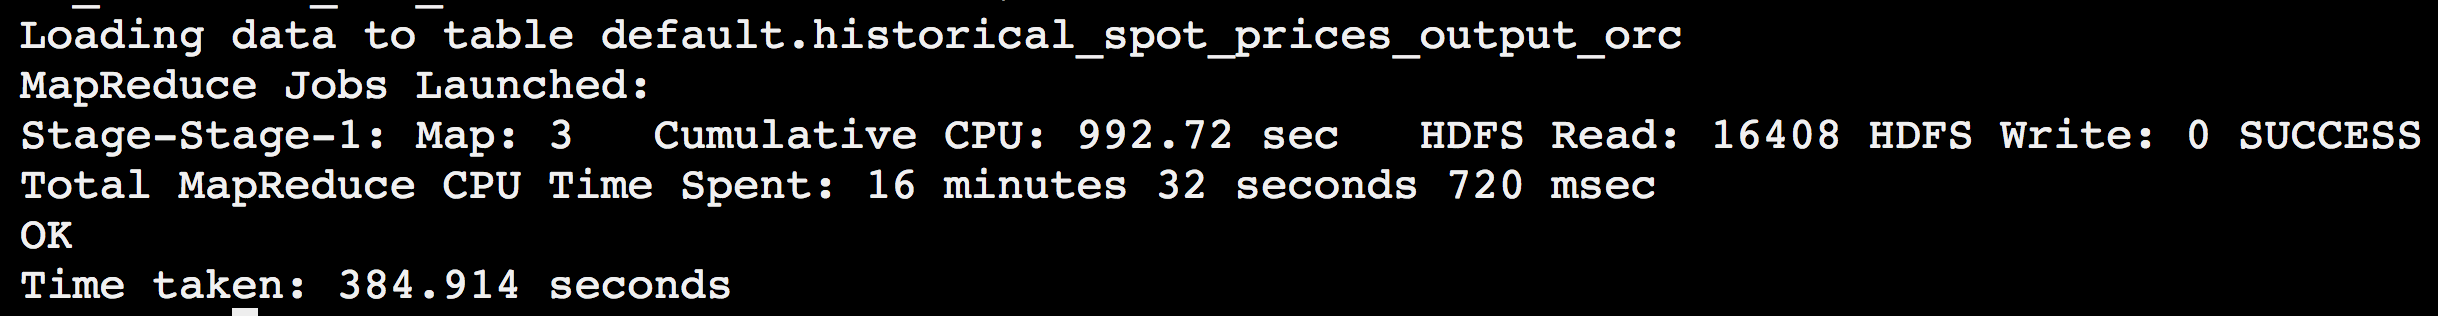 Loading data to table default.historical_spot_prices_output_orc
MapReduce Jobs Launched:
Stage-Stage-1: Map: 3   Cumulative CPU: 992.72 sec   HDFS Read: 16408 HDFS Write: 0 SUCCESS
Total MapReduce CPU Time Spent: 16 minutes 32 seconds 720 msec
OK
Time taken: 384.914 seconds